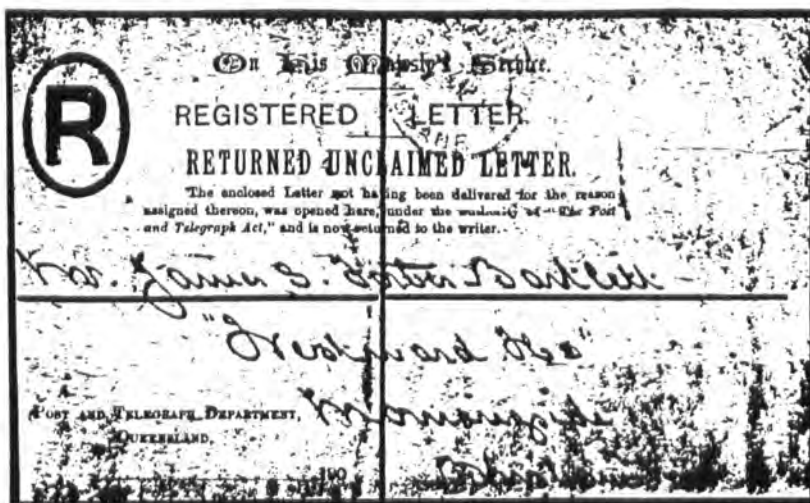 On His Majesty's Service.
R
REGISTERED LETTER.
RETURNED UNCLAIMED LETTER.
"The enclosed Letter not having been delivered for the reason
assigned thereon, was opened here, under the authority of "The Post
and Telegraph Act," and is now returned to the writer.
James S. Bartlett
"Westward Ho"
POST AND TELEGRAPH DEPARTMENT,
QUEENSLAND,
190